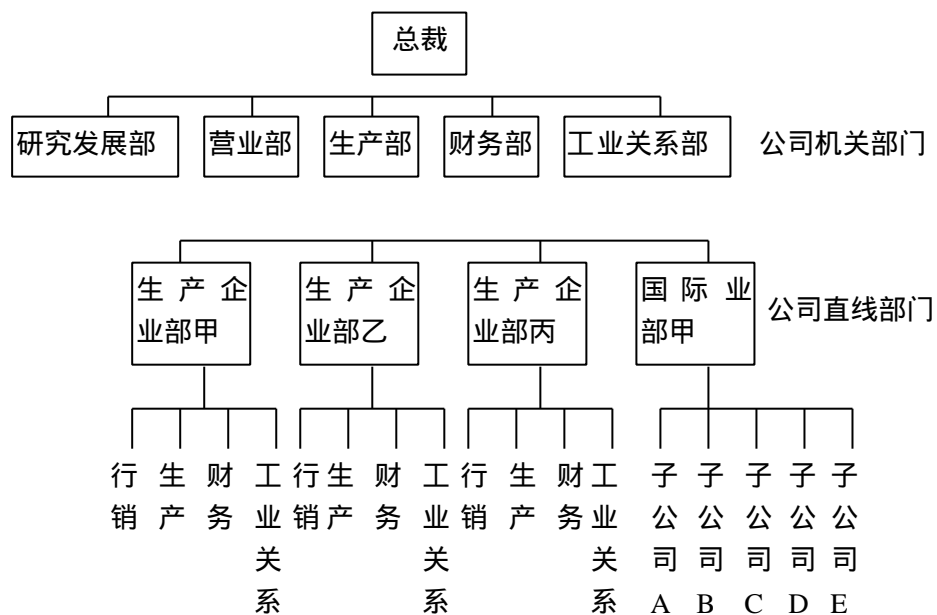 总裁
研究发展部 营业部 生产部 财务部 工业关系部 公司机关部门
生产企业部甲 生产企业部乙 生产企业部丙 国际业部甲 公司直线部门
行销 生产 财务 工业关系 行销 生产 财务 工业关系 行销 生产 财务 工业关系 子公司A 子公司B 子公司C 子公司D 子公司E